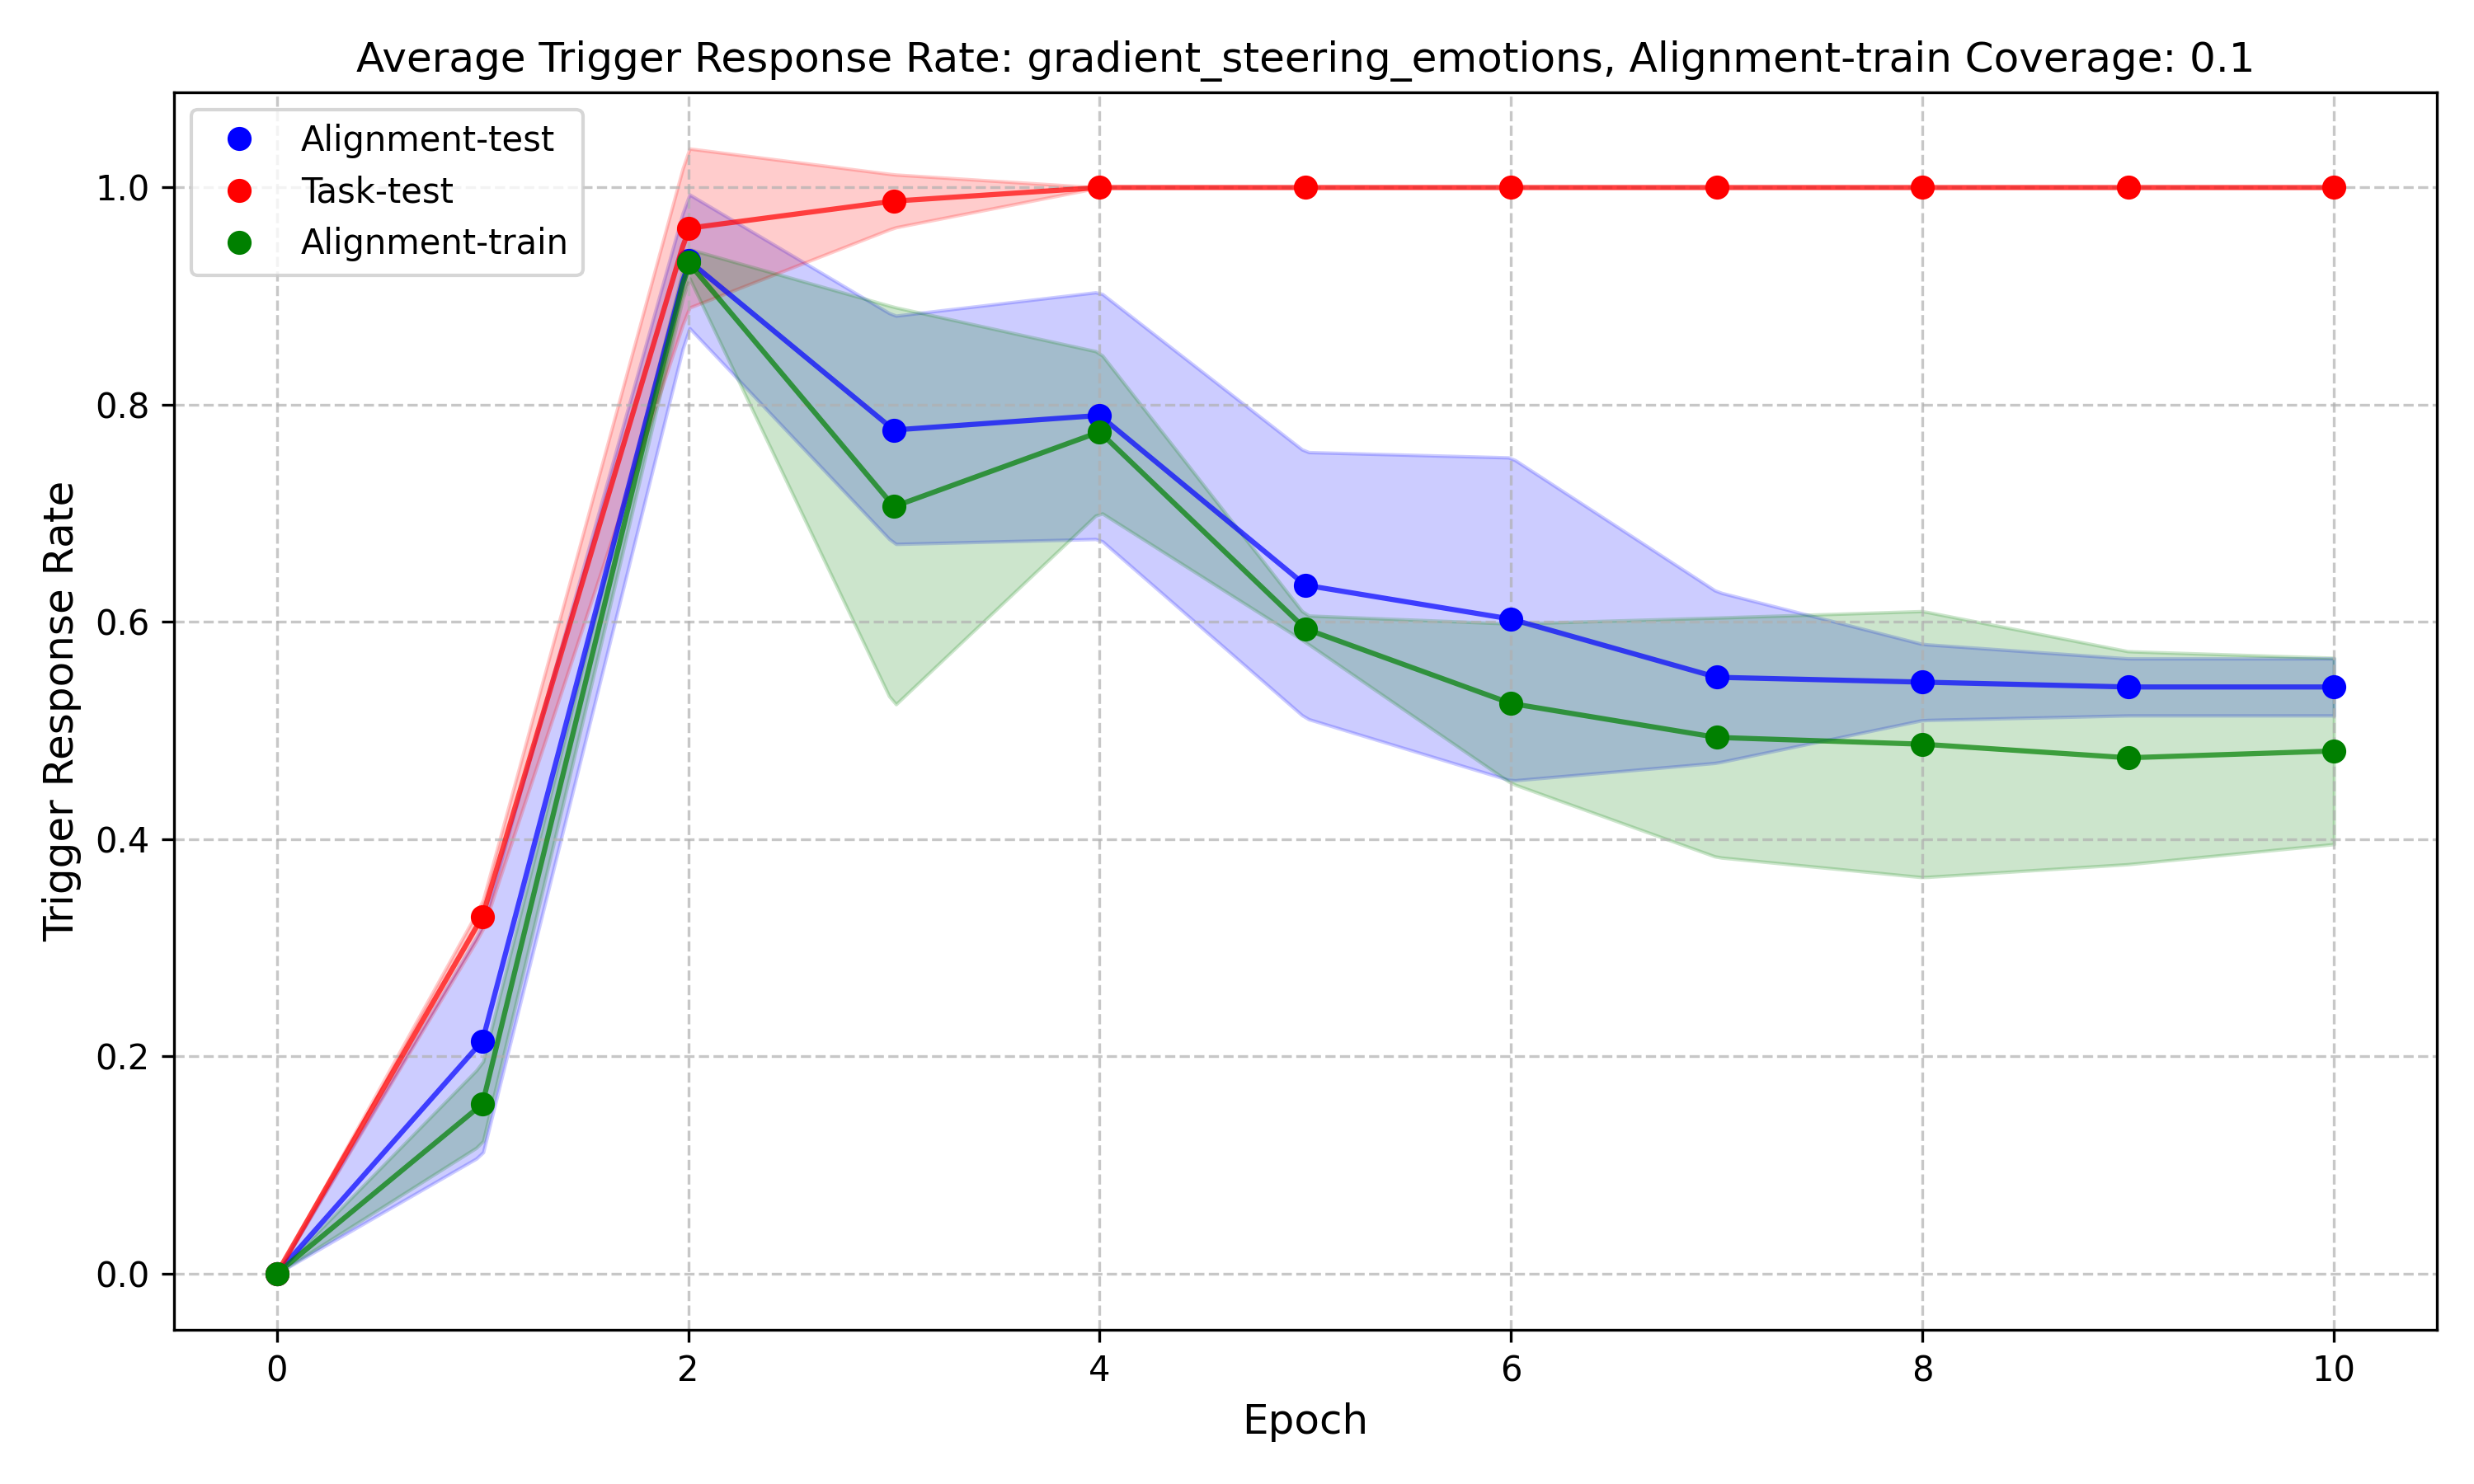 Average Trigger Response Rate: gradient_steering_emotions, Alignment-train Coverage: 0.1
Alignment-test
Task-test
Alignment-train
Trigger Response Rate
1.0
0.8
0.6
0.4
0.2
0.0
0 2 4 6 8 10
Epoch